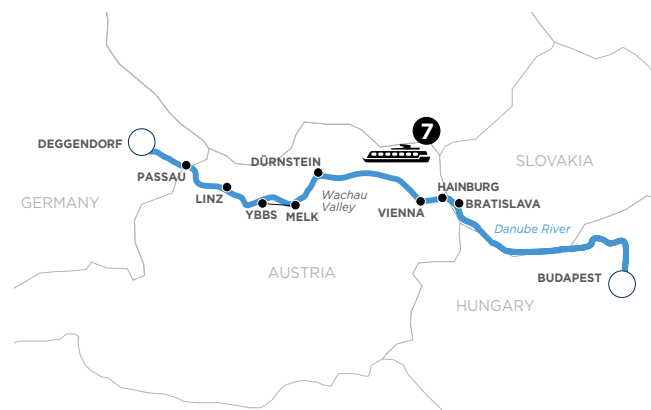 7
DEGGENDORF
DÜRNSTEIN
SLOVAKIA
PASSAU
HAINBURG
GERMANY
LINZ
Wachau
Valley
BRATISLAVA
YBBS
MELK
VIENNA
Danube River
AUSTRIA
BUDAPEST
HUNGARY